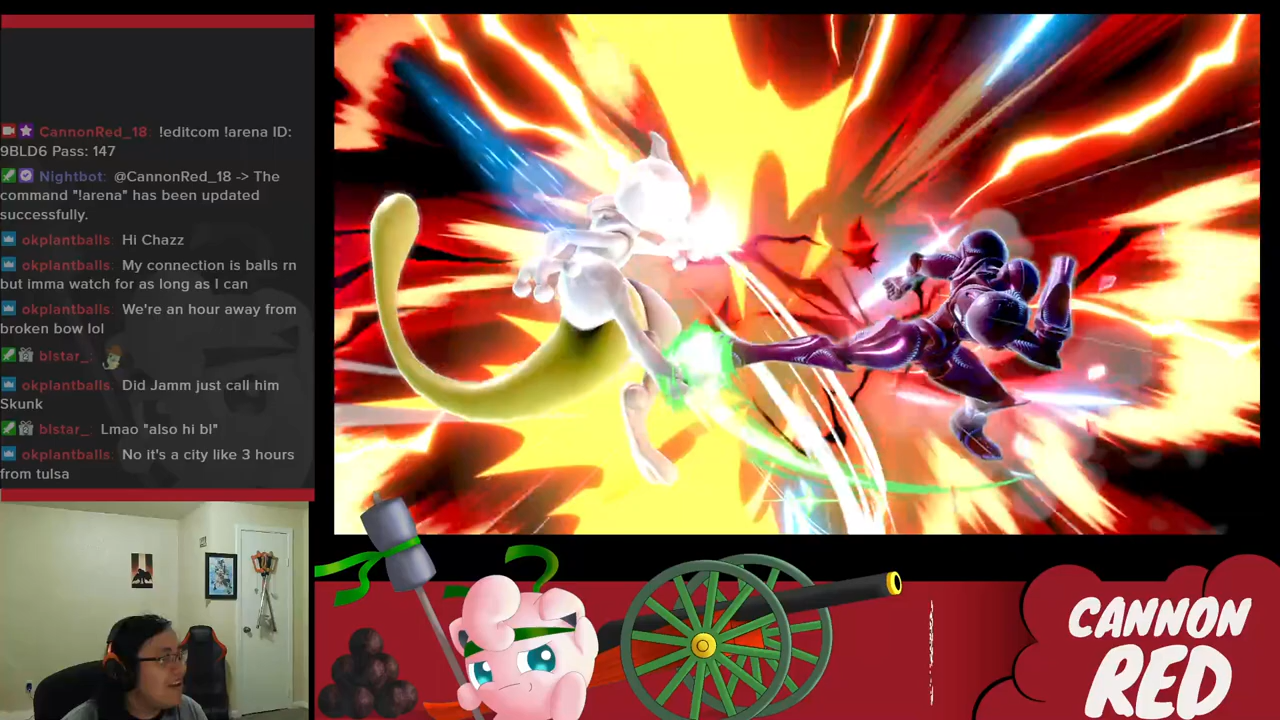 CannonRed_18: !editcom !arena ID:
9BLD6 Pass: 147
Nightbot: @CannonRed_18 -> The
command "!arena" has been updated
successfully.
okplantballs: Hi Chazz
okplantballs: My connection is balls rn
but imma watch for as long as I can
okplantballs: We're an hour away from
broken bow lol
blstar_:
okplantballs: Did Jamm just call him
Skunk
blstar_: Lmao "also hi bl"
okplantballs: No it's a city like 3 hours
from tulsa
CANNON
RED